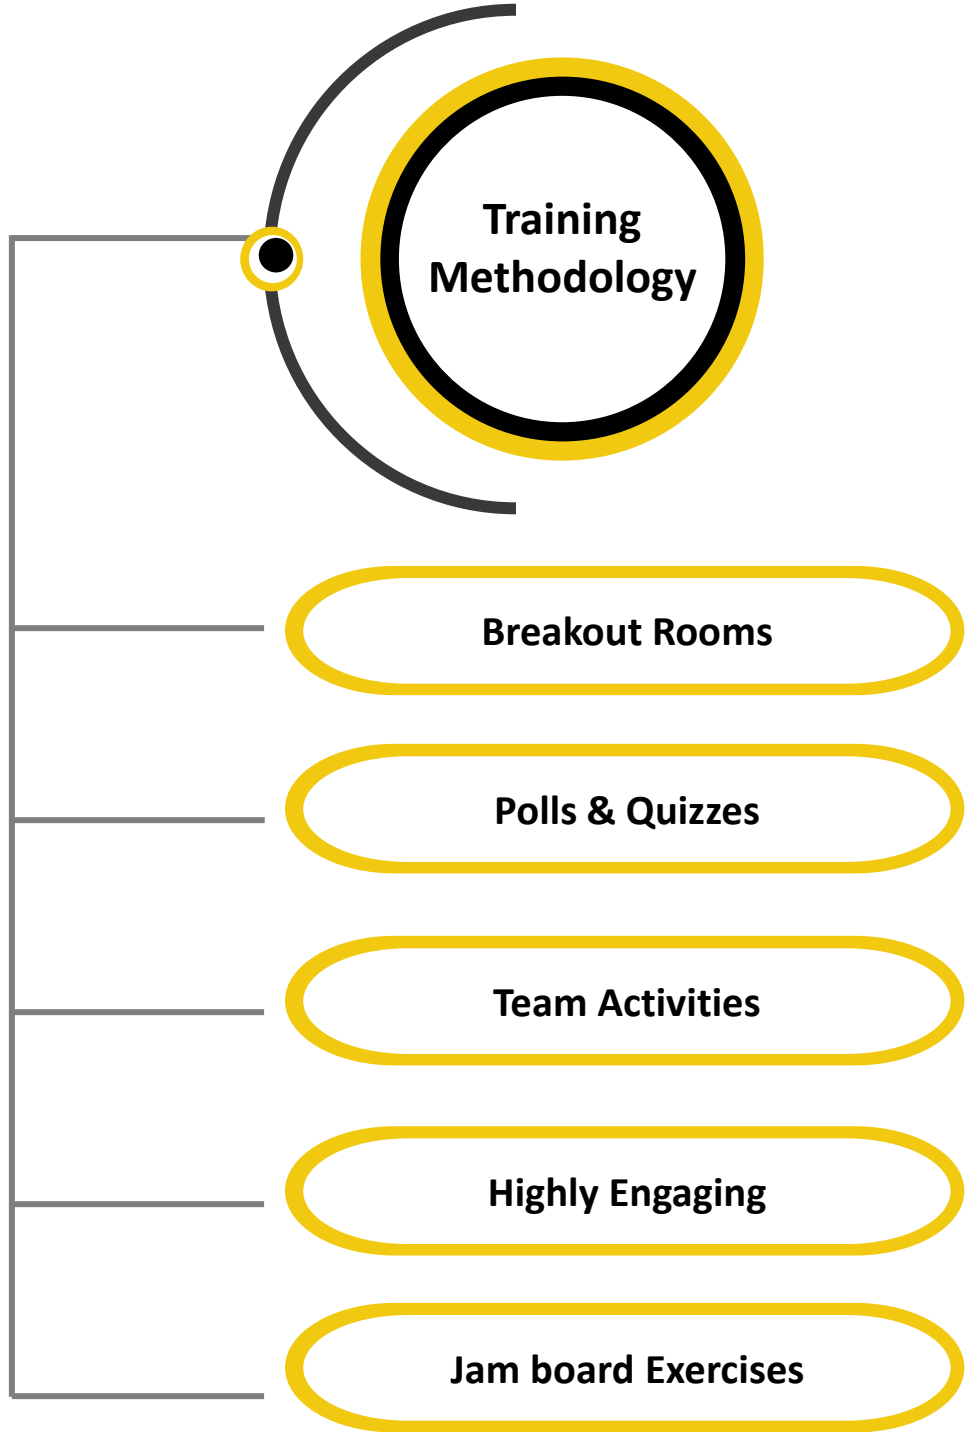 Training
Methodology
Breakout Rooms
Polls & Quizzes
Team Activities
Highly Engaging
Jam board Exercises